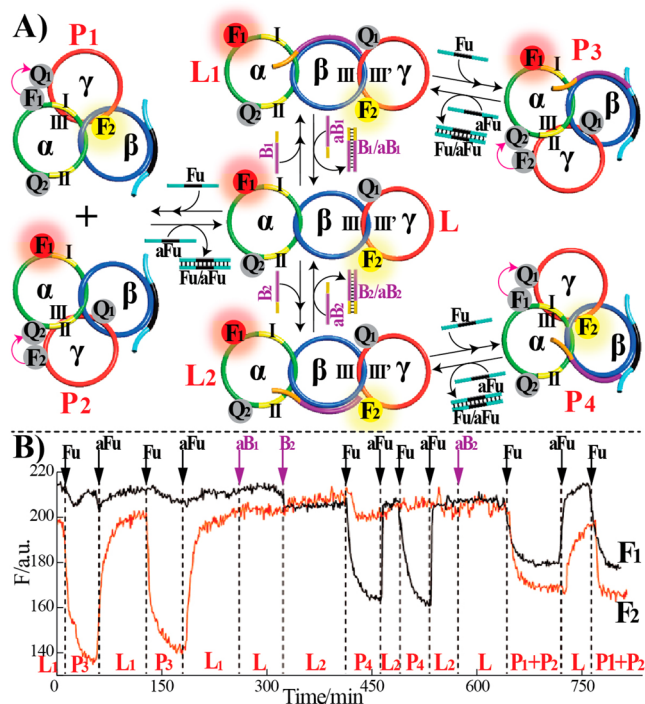 A)
P1
γ
Q1
F1
I
F2
III
α
β
Q2
II
+
F1
I
α
β
Q1
III
Q2
F2
γ
II
P2
Fu
aFu
Fu/aFu
F1
I
Q1
L1
α
β
III
III'
γ
Q2
II
F2
B1
aB1
B1/aB1
F1
I
Q1
α
β
III
III'
γ
L
Q2
II
F2
B2
aB2
B2/aB2
F1
I
Q1
L2
α
β
III
III'
γ
Q2
II
F2
Fu
aFu
Fu/aFu
P3
F1
I
α
β
Q1
III
Q2
F2
γ
II
Fu
aFu
Fu/aFu
Q1
γ
F1
I
III
F2
α
β
Q2
II
P4
B)
Fu
aFu
Fu
aFu
aB1
B2
Fu
aFu
Fu
aFu
aB2
Fu
aFu
Fu
F/a.u.
220
200
180
160
140
F1
F2
L1
P3
L1
P3
L1
L
L2
P4
L2
P4
L2
L
P1+P2
L
P1+P2
0
150
300
450
600
750
Time/min